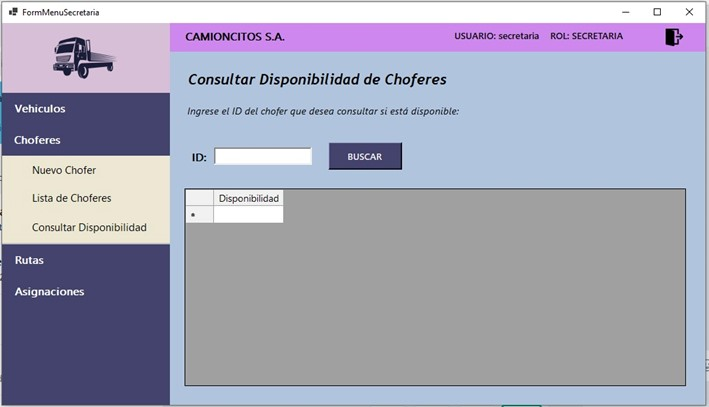 FormMenuSecretaria
CAMIONCITOS S.A. USUARIO: secretaria ROL: SECRETARIA
Vehiculos
Choferes
Nuevo Chofer
Lista de Choferes
Consultar Disponibilidad
Rutas
Asignaciones
Consultar Disponibilidad de Choferes
Ingrese el ID del chofer que desea consultar si está disponible:
ID: BUSCAR
Disponibilidad